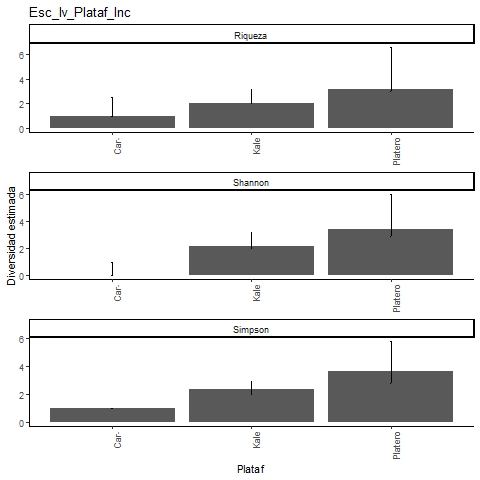 Esc_Iv_Plataf_Inc
Riqueza
6
4
2
0
Car-
Kale
Platero
Shannon
6
4
2
0
Car-
Kale
Platero
Diversidad estimada
Simpson
6
4
2
0
Car-
Kale
Platero
Plataf